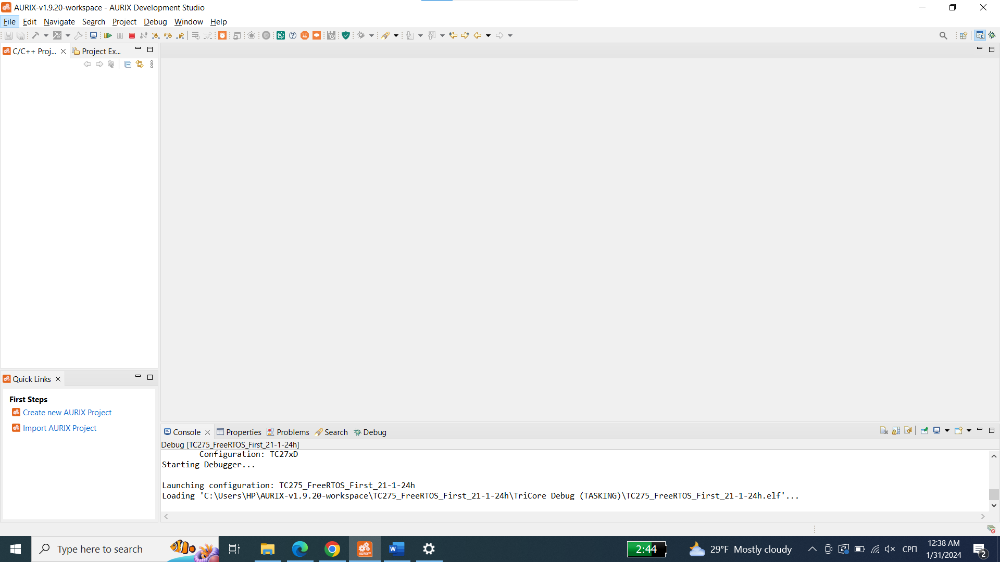 AURIX-v1.9.20-workspace - AURIX Development Studio
File Edit Navigate Search Project Debug Window Help
C/C++ Proj... Project Ex...
Quick Links
First Steps
Create new AURIX Project
Import AURIX Project
Console Properties Problems Search Debug
Debug [TC275_FreeRTOS_First_21-1-24h]
Configuration: TC27xD
Starting Debugger...
Launching configuration: TC275_FreeRTOS_First_21-1-24h
Loading 'C:\Users\HP\AURIX-v1.9.20-workspace\TC275_FreeRTOS_First_21-1-24h\TriCore Debug (TASKING)\TC275_FreeRTOS_First_21-1-24h.elf'...
Type here to search
AURIX
W
2:44
29°F Mostly cloudy
СРП
12:38 AM
1/31/2024
2